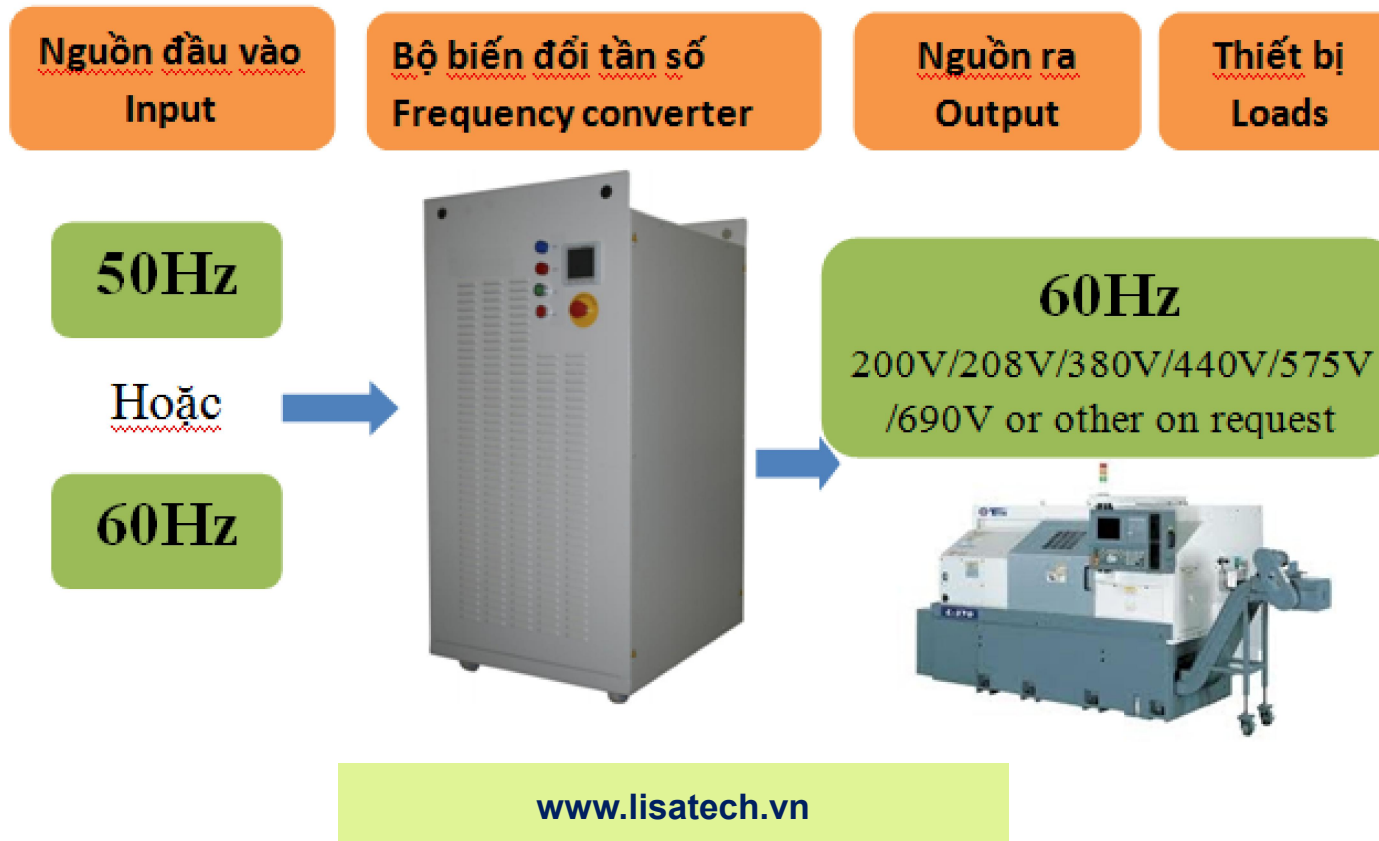 Nguồn đầu vào
Input
Bộ biến đổi tần số
Frequency converter
Nguồn ra
Output
Thiết bị
Loads
50Hz
Hoặc
60Hz
60Hz
200V/208V/380V/440V/575V
/690V or other on request
www.lisatech.vn